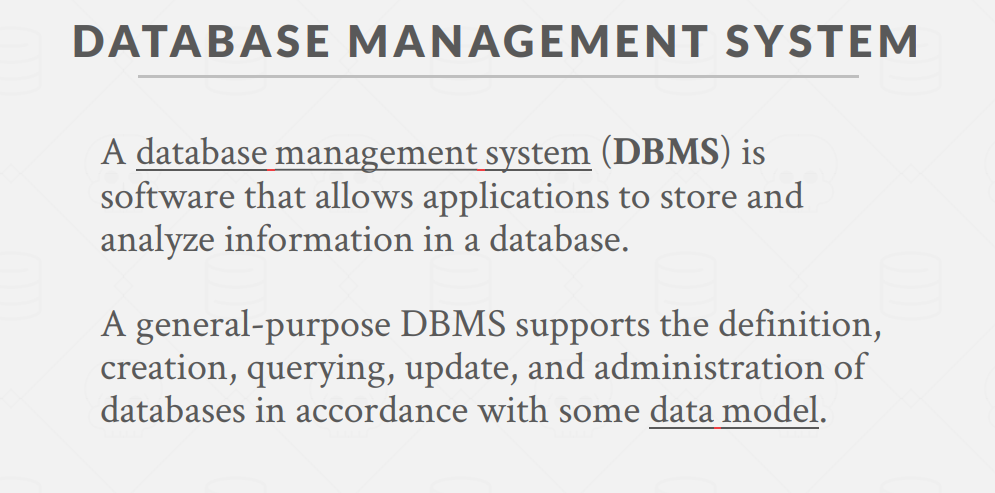 DATABASE MANAGEMENT SYSTEM
A database management system (DBMS) is
software that allows applications to store and
analyze information in a database.
A general-purpose DBMS supports the definition,
creation, querying, update, and administration of
databases in accordance with some data model.